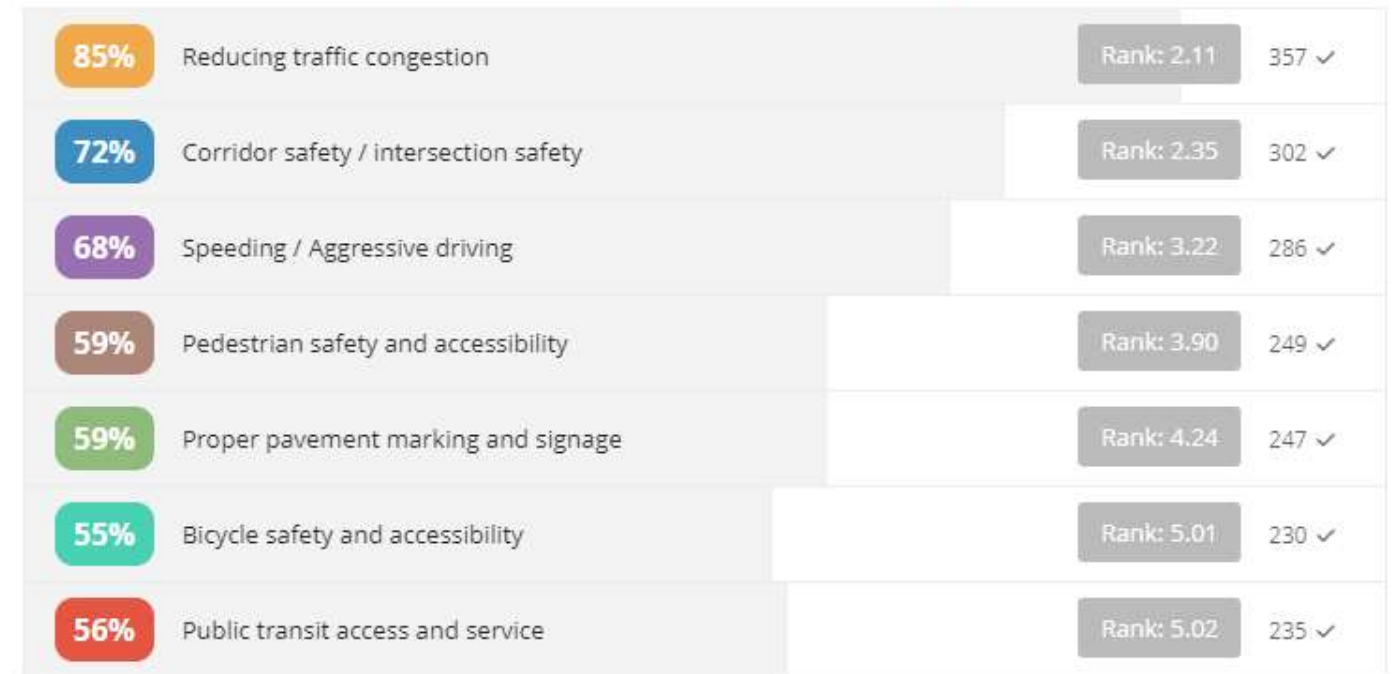 85% Reducing traffic congestion Rank: 2.11 357 ✓
72% Corridor safety / intersection safety Rank: 2.35 302 ✓
68% Speeding / Aggressive driving Rank: 3.22 286 ✓
59% Pedestrian safety and accessibility Rank: 3.90 249 ✓
59% Proper pavement marking and signage Rank: 4.24 247 ✓
55% Bicycle safety and accessibility Rank: 5.01 230 ✓
56% Public transit access and service Rank: 5.02 235 ✓